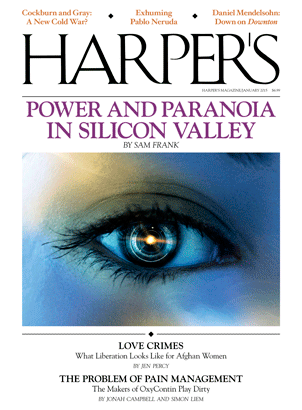 Cockburn and Gray: Exhuming Daniel Mendelsohn:
A New Cold War? Pablo Neruda Down on Downton
HARPER'S
HARPER'S MAGAZINE/JANUARY 2015 $6.99
POWER AND PARANOIA
IN SILICON VALLEY
BY SAM FRANK
LOVE CRIMES
What Liberation Looks Like for Afghan Women
BY JEN PERCY
THE PROBLEM OF PAIN MANAGEMENT
The Makers of OxyContin Play Dirty
BY JONAH CAMPBELL AND SIMON LIEM